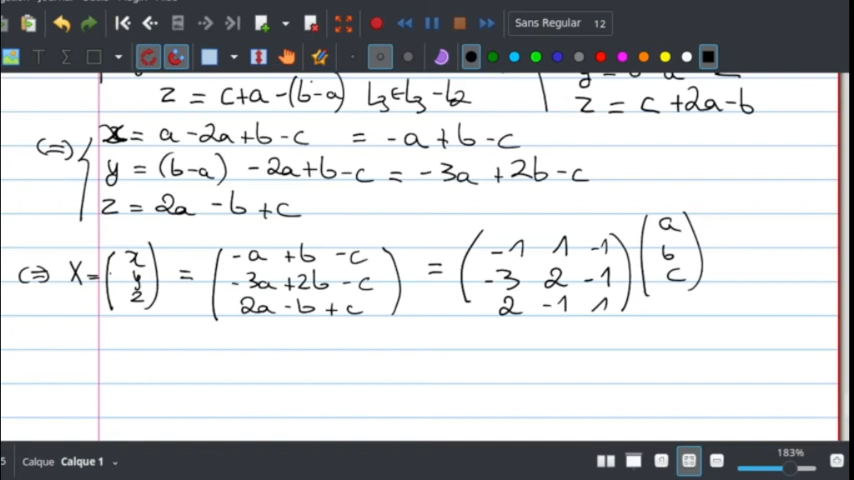 Sans Regular 12
z = c+a-(b-a) L3←L3-L2
z = c+2a-b
(=) x = a-2a+b-c = -a+b-c
y = (b-a) -2a+b-c = -3a+2b-c
z = 2a-b+c
(=) X = (x y z) = (-a+b-c -3a+2b-c 2a-b+c) = (-1 1 -1 -3 2 -1 2 -1 1) (a b c)
5 Calque Calque 1 183%